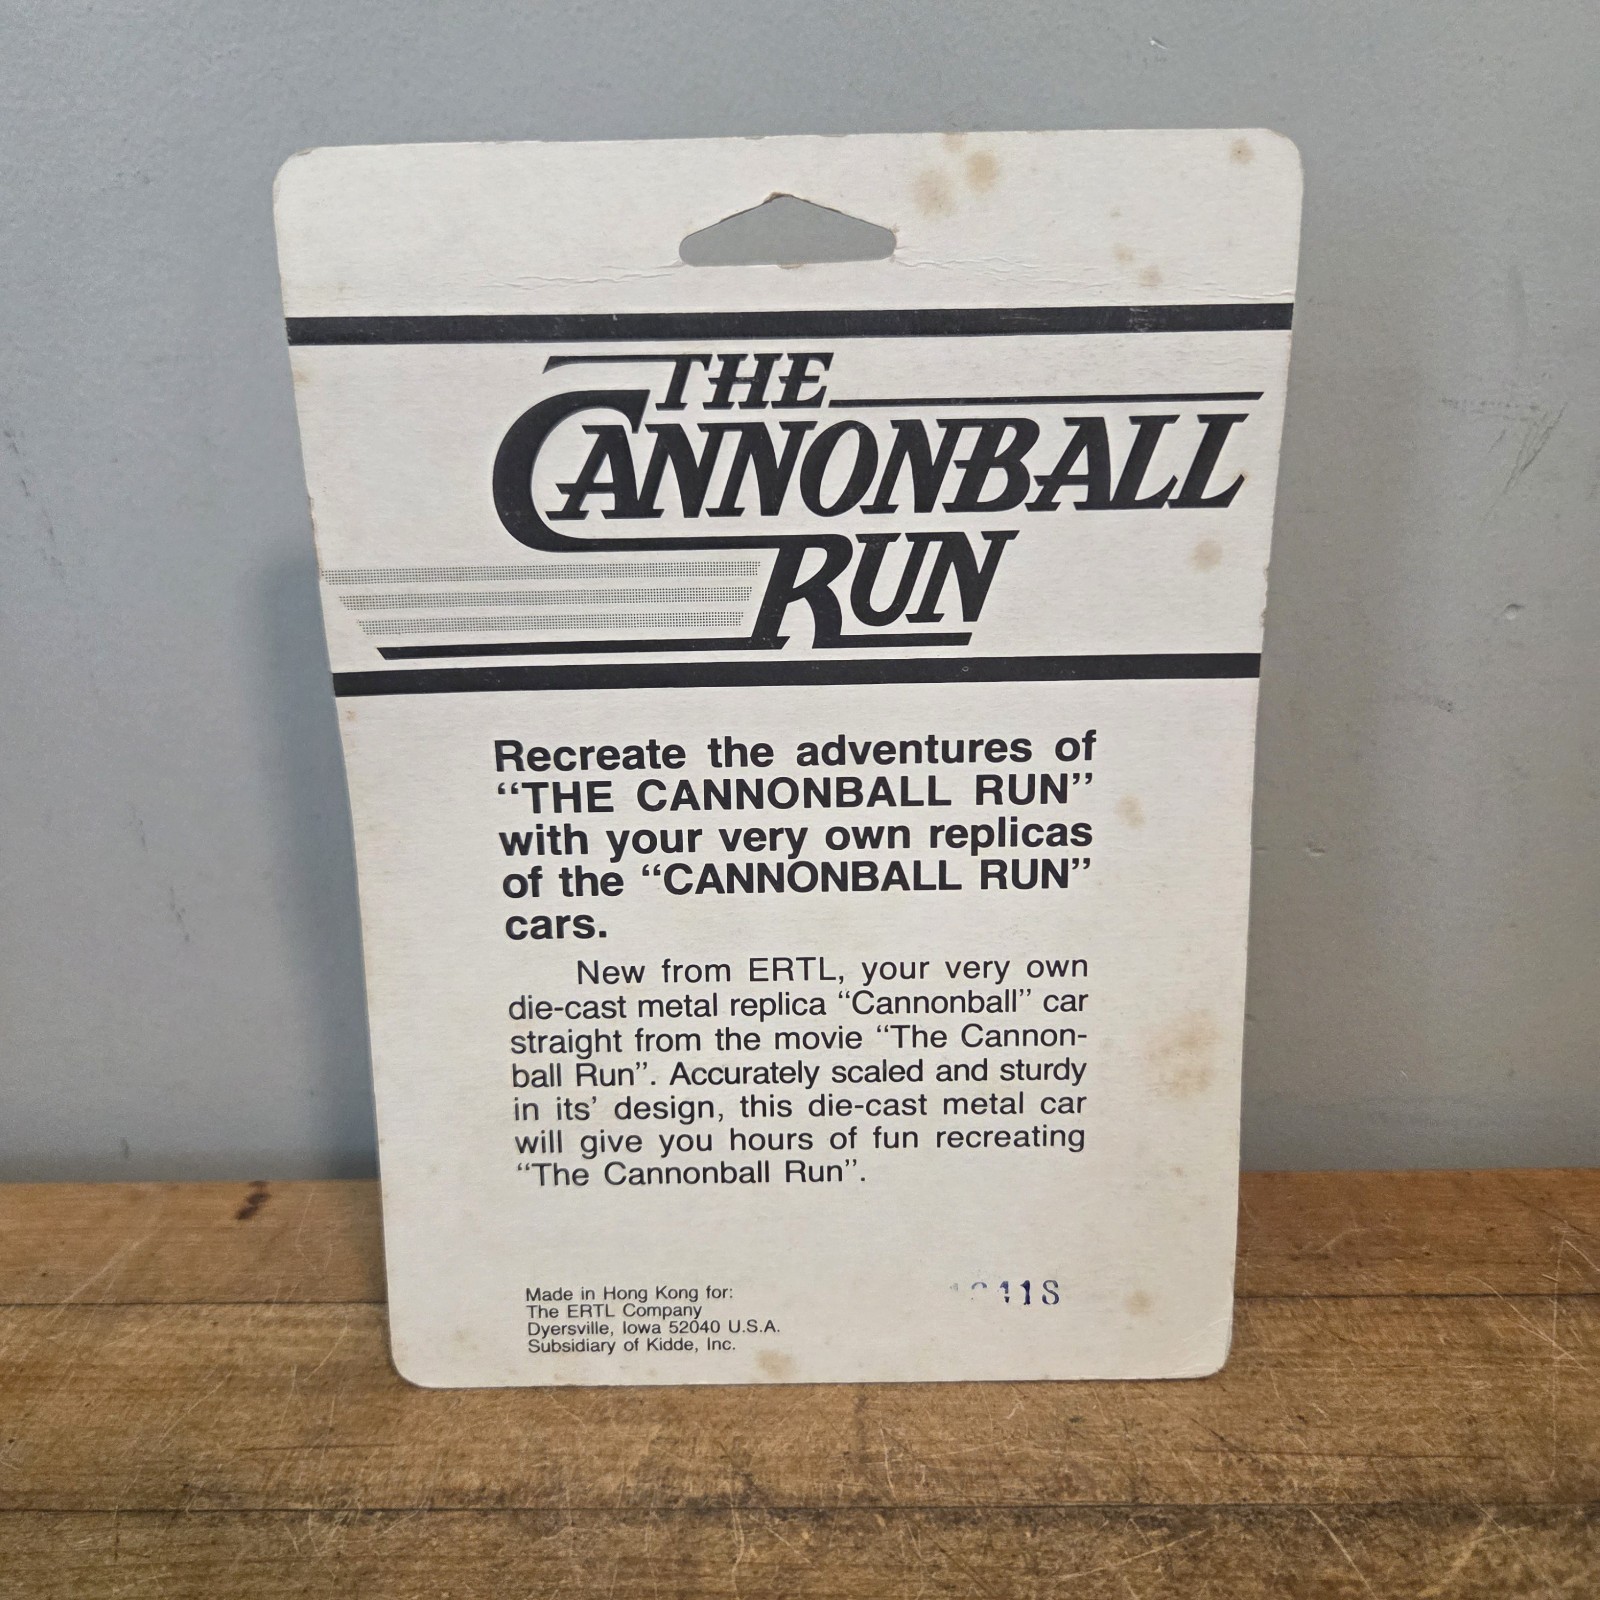 THE
CANNONBALL
RUN
Recreate the adventures of
“THE CANNONBALL RUN”
with your very own replicas
of the “CANNONBALL RUN”
cars.
New from ERTL, your very own
die-cast metal replica “Cannonball” car
straight from the movie “The Cannon-
ball Run”. Accurately scaled and sturdy
in its’ design, this die-cast metal car
will give you hours of fun recreating
“The Cannonball Run”.
Made in Hong Kong for:
The ERTL Company
Dyersville, Iowa 52040 U.S.A.
Subsidiary of Kidde, Inc.